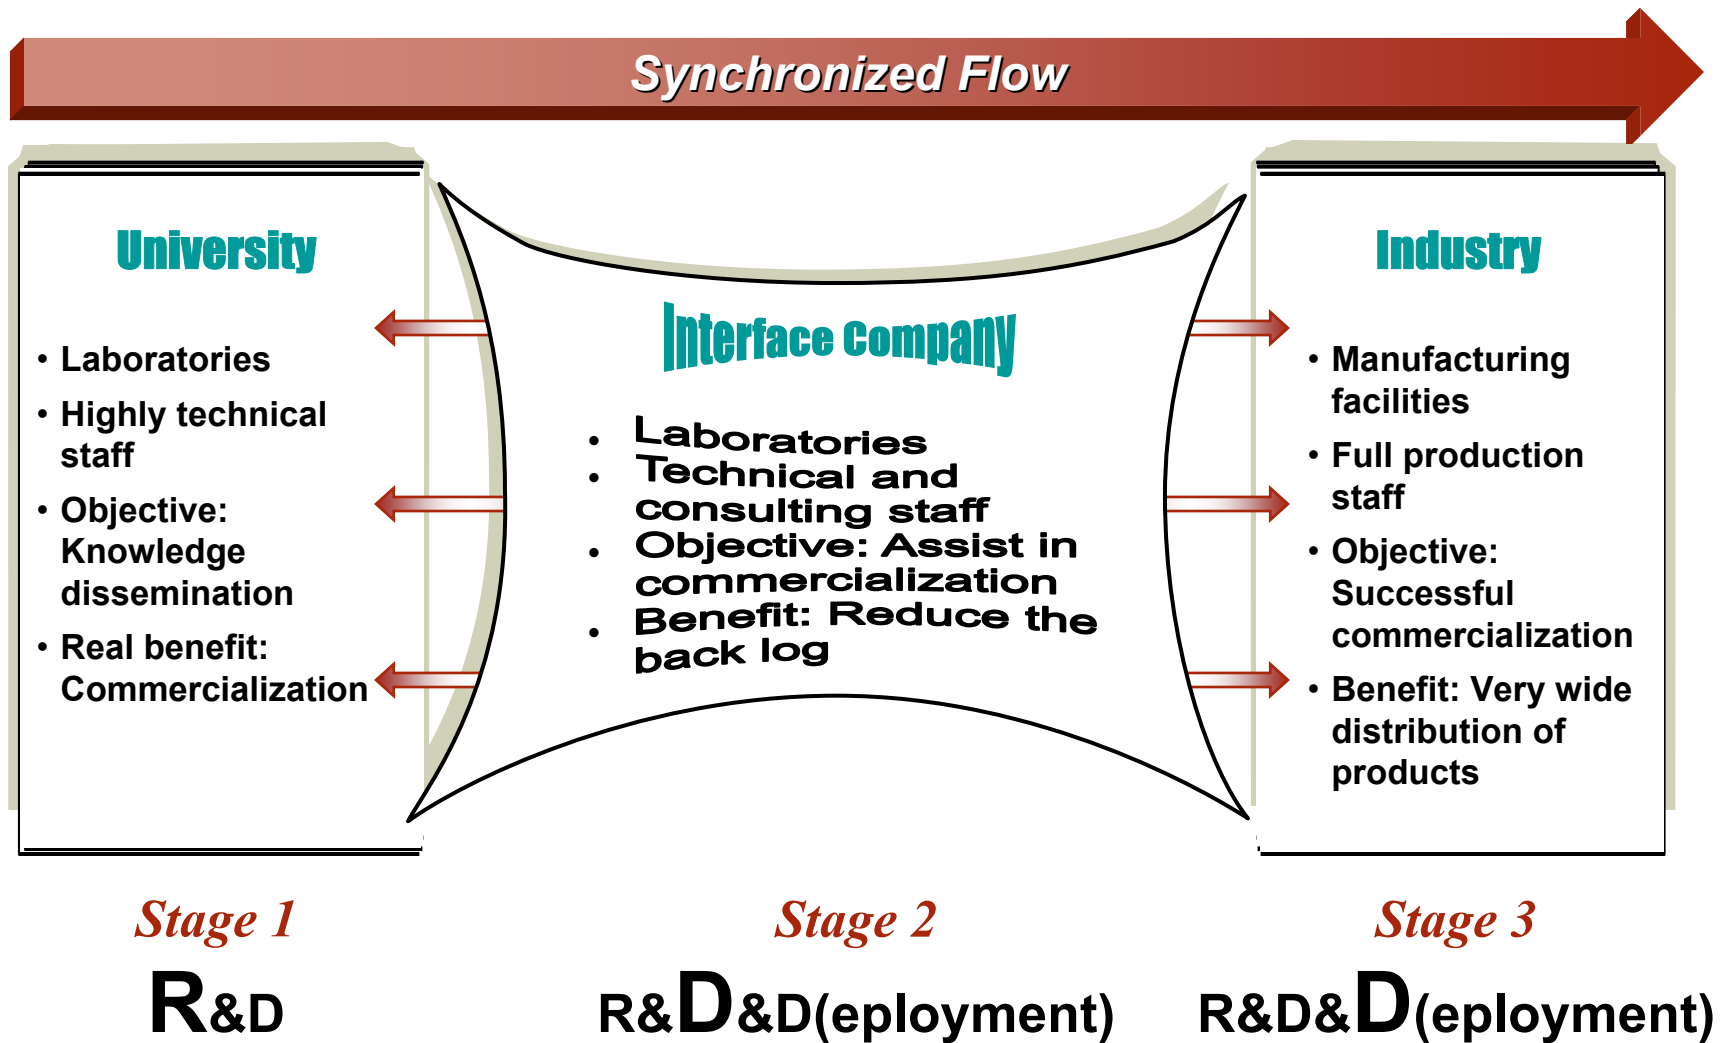 Synchronized Flow
University
• Laboratories
• Highly technical
staff
• Objective:
Knowledge
dissemination
• Real benefit:
Commercialization
Interface Company
• Laboratories
• Technical and
consulting staff
• Objective: Assist in
commercialization
• Benefit: Reduce the
back log
Industry
• Manufacturing
facilities
• Full production
staff
• Objective:
Successful
commercialization
• Benefit: Very wide
distribution of
products
Stage 1
R&D
Stage 2
R&D&D(eployment)
Stage 3
R&D&D(eployment)